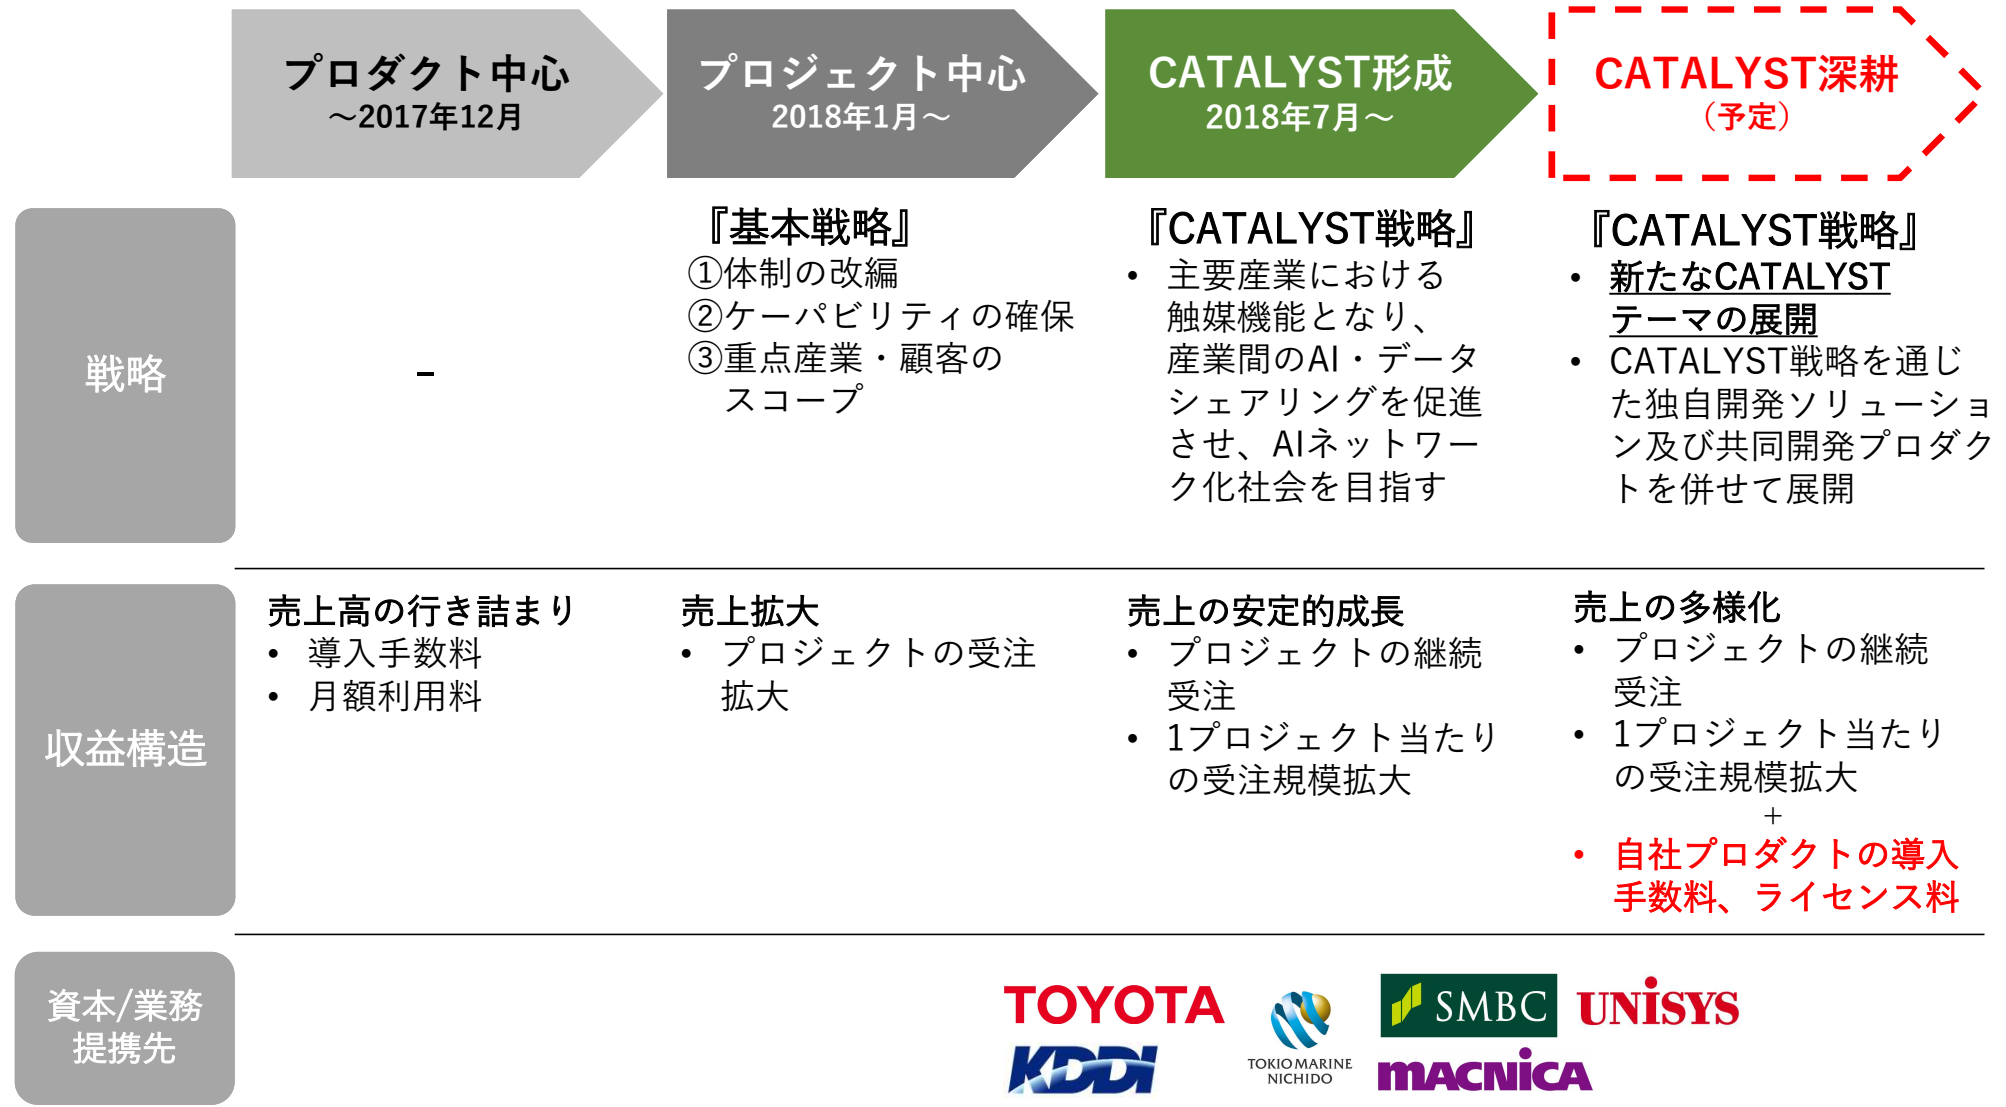 プロダクト中心
～2017年12月
プロジェクト中心
2018年1月～
CATALYST形成
2018年7月～
CATALYST深耕
（予定）
戦略
–
『基本戦略』
①体制の改編
②ケーパビリティの確保
③重点産業・顧客の
スコープ
『CATALYST戦略』
• 主要産業における
触媒機能となり、
産業間のAI・データ
シェアリングを促進
させ、AIネットワー
ク化社会を目指す
『CATALYST戦略』
• 新たなCATALYST
テーマの展開
• CATALYST戦略を通じ
た独自開発ソリューショ
ン及び共同開発プロダク
トを併せて展開
収益構造
売上高の行き詰まり
• 導入手数料
• 月額利用料
売上拡大
• プロジェクトの受注
拡大
売上の安定的成長
• プロジェクトの継続
受注
• 1プロジェクト当たり
の受注規模拡大
売上の多様化
• プロジェクトの継続
受注
• 1プロジェクト当たり
の受注規模拡大
+
• 自社プロダクトの導入
手数料、ライセンス料
資本/業務
提携先
TOYOTA
KDDI
TOKIO MARINE
NICHIDO
SMBC
UNiSYS
macnica